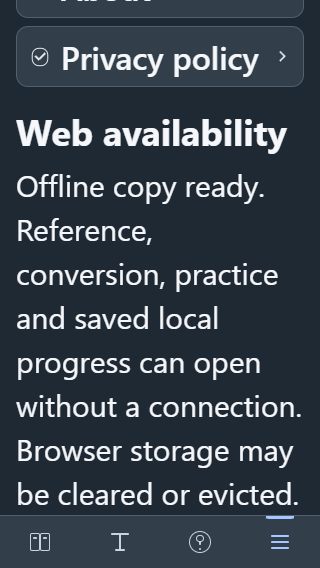 Privacy policy
Web availability
Offline copy ready.
Reference,
conversion, practice
and saved local
progress can open
without a connection.
Browser storage may
be cleared or evicted.